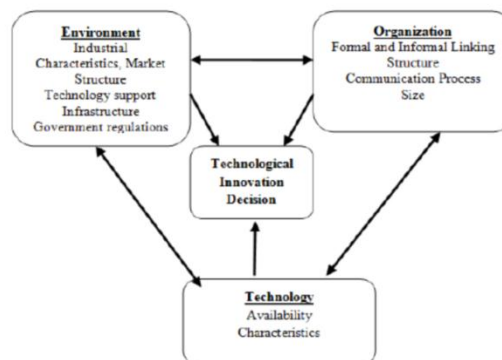 Environment
Industrial
Characteristics, Market
Structure
Technology support
Infrastructure
Government regulations
Organization
Formal and Informal Linking
Structure
Communication Process
Size
Technological
Innovation
Decision
Technology
Availability
Characteristics